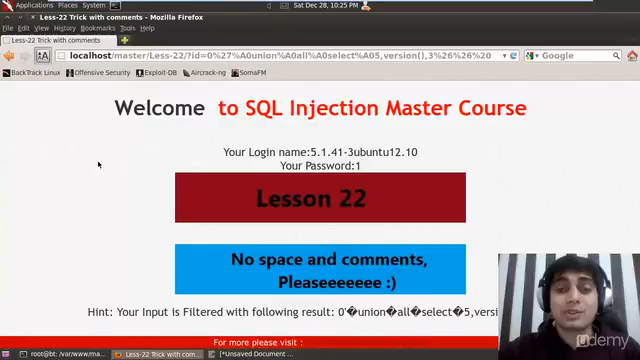 Applications Places System
Sat Dec 28, 10:25 PM
Less-22 Trick with comments - Mozilla Firefox
File Edit View History Bookmarks Tools Help
Less-22 Trick with comments
localhost/master/Less-22/?id=0%27%A0union%A0all%A0select%A05,version(),3%26%26%20
Google
BackTrack Linux Offensive Security Exploit-DB Aircrack-ng SomaFM
Welcome to SQL Injection Master Course
Your Login name:5.1.41-3ubuntu12.10
Your Password:1
Lesson 22
No space and comments,
Pleaseeeeeee :)
Hint: Your Input is Filtered with following result: 0'�union�all�select�5,versio
For more please visit :
root@bt: /var/www/ma... Less-22 Trick with com... *[Unsaved Document ...
udemy